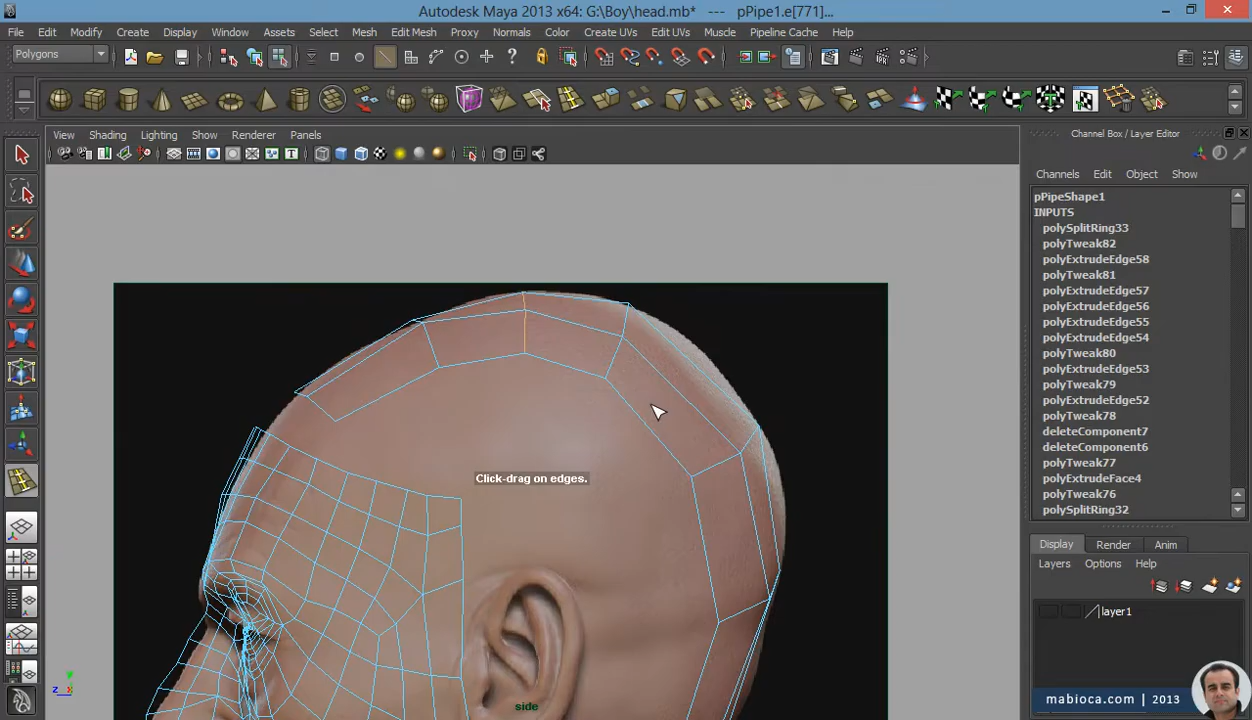 Autodesk Maya 2013 x64: G:\Boy\head.mb* --- pPipe1.e[771]...
File Edit Modify Create Display Window Assets Select Mesh Edit Mesh Proxy Normals Color Create UVs Edit UVs Muscle Pipeline Cache Help
Polygons
View Shading Lighting Show Renderer Panels
Channel Box / Layer Editor
Channels Edit Object Show
pPipeShape1
INPUTS
polySplitRing33
polyTweak82
polyExtrudeEdge58
polyTweak81
polyExtrudeEdge57
polyExtrudeEdge56
polyExtrudeEdge55
polyExtrudeEdge54
polyTweak80
polyExtrudeEdge53
polyTweak79
polyExtrudeEdge52
polyTweak78
deleteComponent7
deleteComponent6
polyTweak77
polyExtrudeFace4
polyTweak76
polySplitRing32
Click-drag on edges.
Display Render Anim
Layers Options Help
layer1
y
z x
side
mabioca.com | 2013